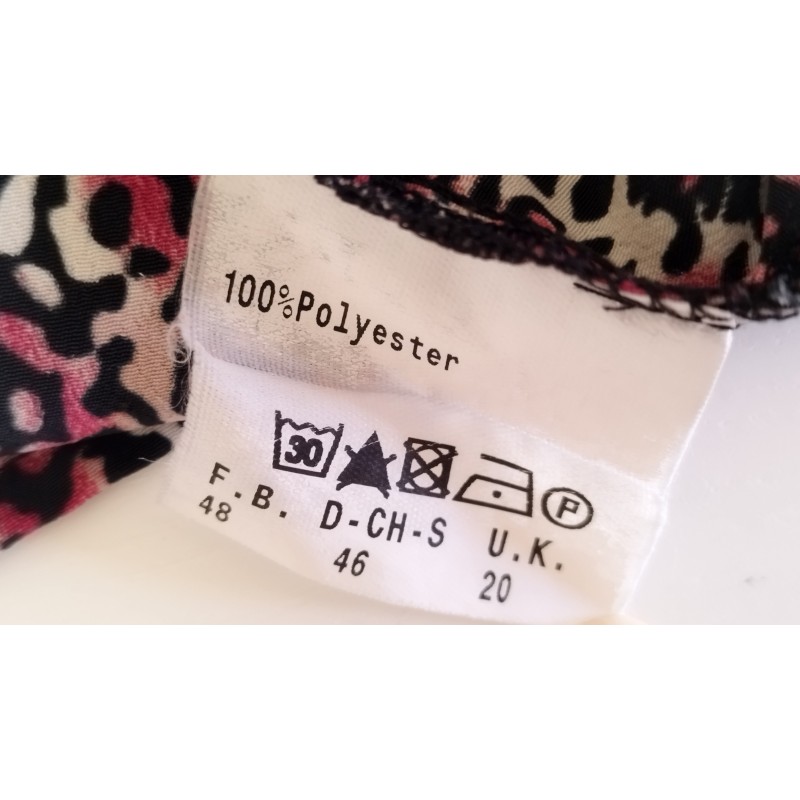 100%Polyester
30 P
F.B. D-CH-S U.K.
48 46 20